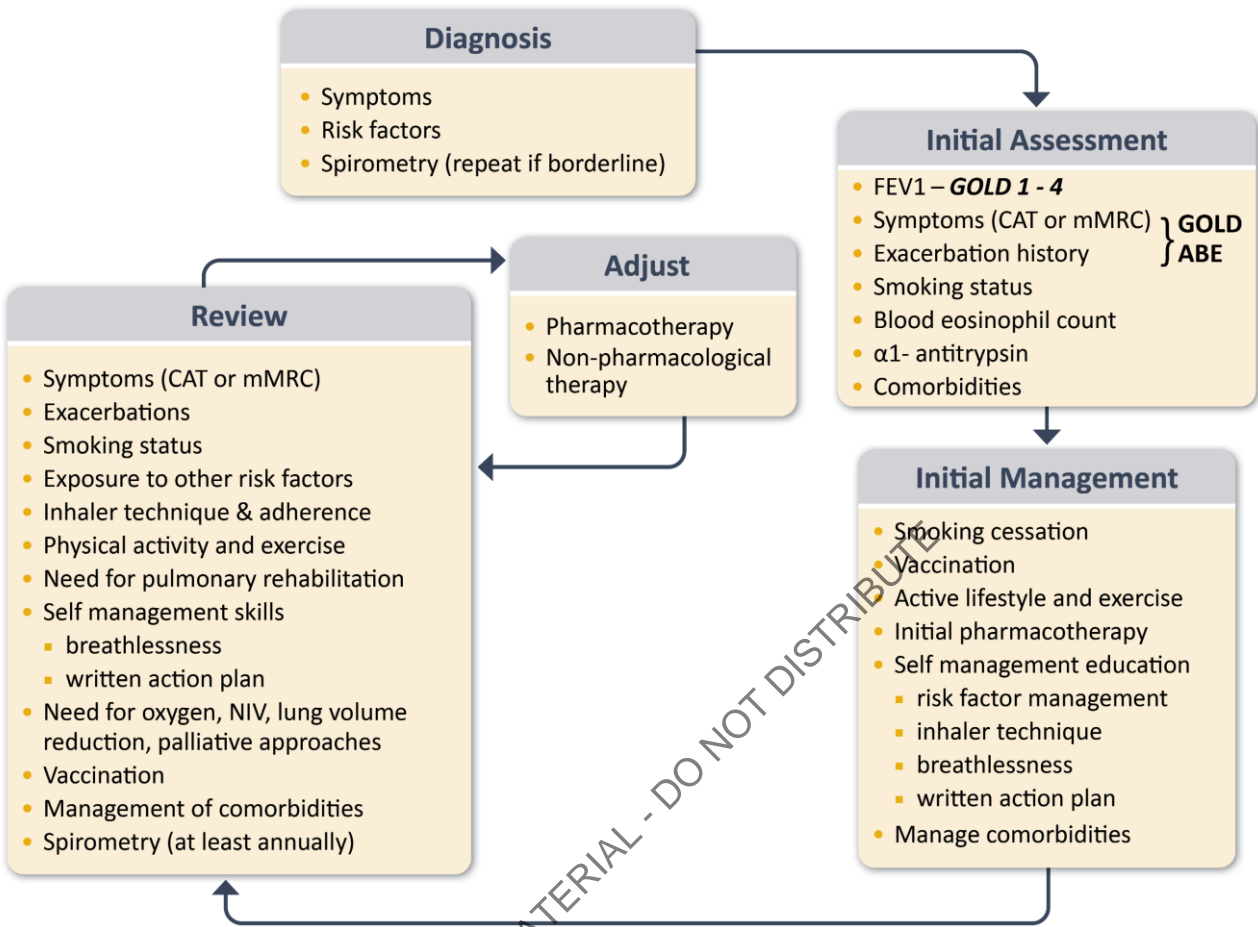 Diagnosis
• Symptoms
• Risk factors
• Spirometry (repeat if borderline)
Initial Assessment
• FEV1 – GOLD 1 - 4
• Symptoms (CAT or mMRC) } GOLD
• Exacerbation history ABE
• Smoking status
• Blood eosinophil count
• α1- antitrypsin
• Comorbidities
Initial Management
• Smoking cessation
• Vaccination
• Active lifestyle and exercise
• Initial pharmacotherapy
• Self management education
▪ risk factor management
▪ inhaler technique
▪ breathlessness
▪ written action plan
• Manage comorbidities
Review
• Symptoms (CAT or mMRC)
• Exacerbations
• Smoking status
• Exposure to other risk factors
• Inhaler technique & adherence
• Physical activity and exercise
• Need for pulmonary rehabilitation
• Self management skills
▪ breathlessness
▪ written action plan
• Need for oxygen, NIV, lung volume
reduction, palliative approaches
• Vaccination
• Management of comorbidities
• Spirometry (at least annually)
Adjust
• Pharmacotherapy
• Non-pharmacological
therapy
ATERIAL - DO NOT DISTRIBUTE